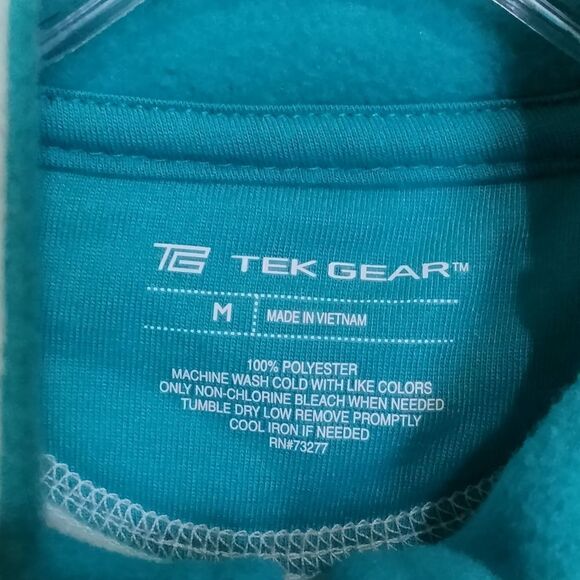 TG TEK GEAR™
M MADE IN VIETNAM
100% POLYESTER
MACHINE WASH COLD WITH LIKE COLORS
ONLY NON-CHLORINE BLEACH WHEN NEEDED
TUMBLE DRY LOW REMOVE PROMPTLY
COOL IRON IF NEEDED
RN#73277